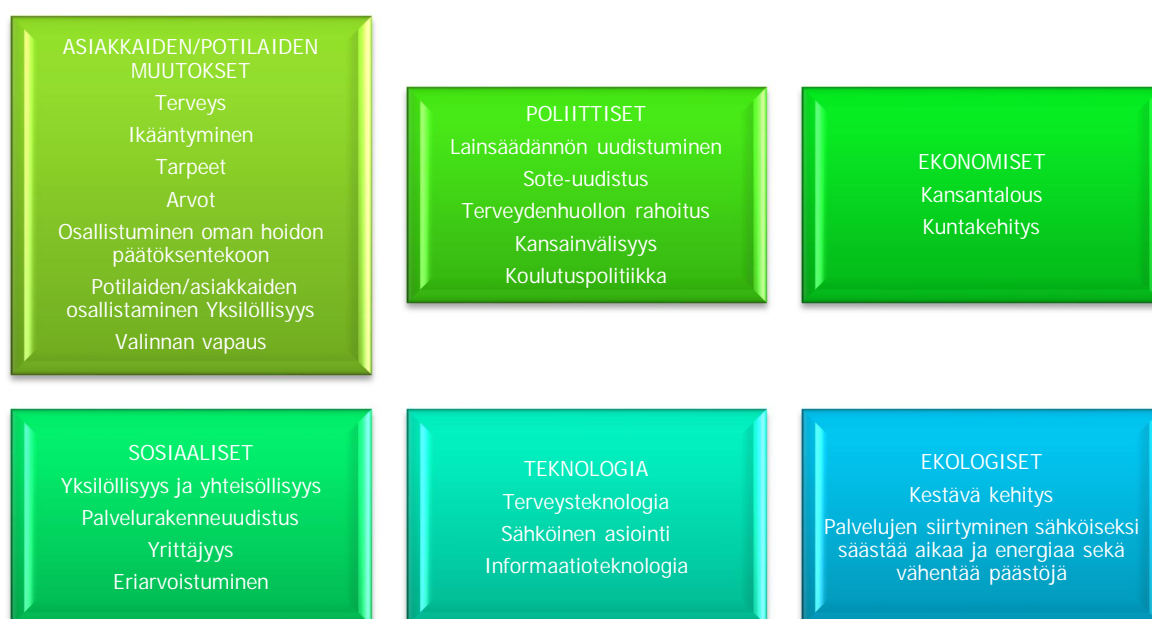 ASIAKKAIDEN/POTILAIDEN
MUUTOKSET
Terveys
Ikääntyminen
Tarpeet
Arvot
Osallistuminen oman hoidon
päätöksentekoon
Potilaiden/asiakkaiden
osallistaminen Yksilöllisyys
Valinnan vapaus
POLIITTISET
Lainsäädännön uudistuminen
Sote-uudistus
Terveydenhuollon rahoitus
Kansainvälisyys
Koulutuspolitiikka
EKONOMISET
Kansantalous
Kuntakehitys
SOSIAALISET
Yksilöllisyys ja yhteisöllisyys
Palvelurakenneuudistus
Yrittäjyys
Eriarvoistuminen
TEKNOLOGIA
Terveysteknologia
Sähköinen asiointi
Informaatioteknologia
EKOLOGISET
Kestävä kehitys
Palvelujen siirtyminen sähköiseksi
säästää aikaa ja energiaa sekä
vähentää päästöjä